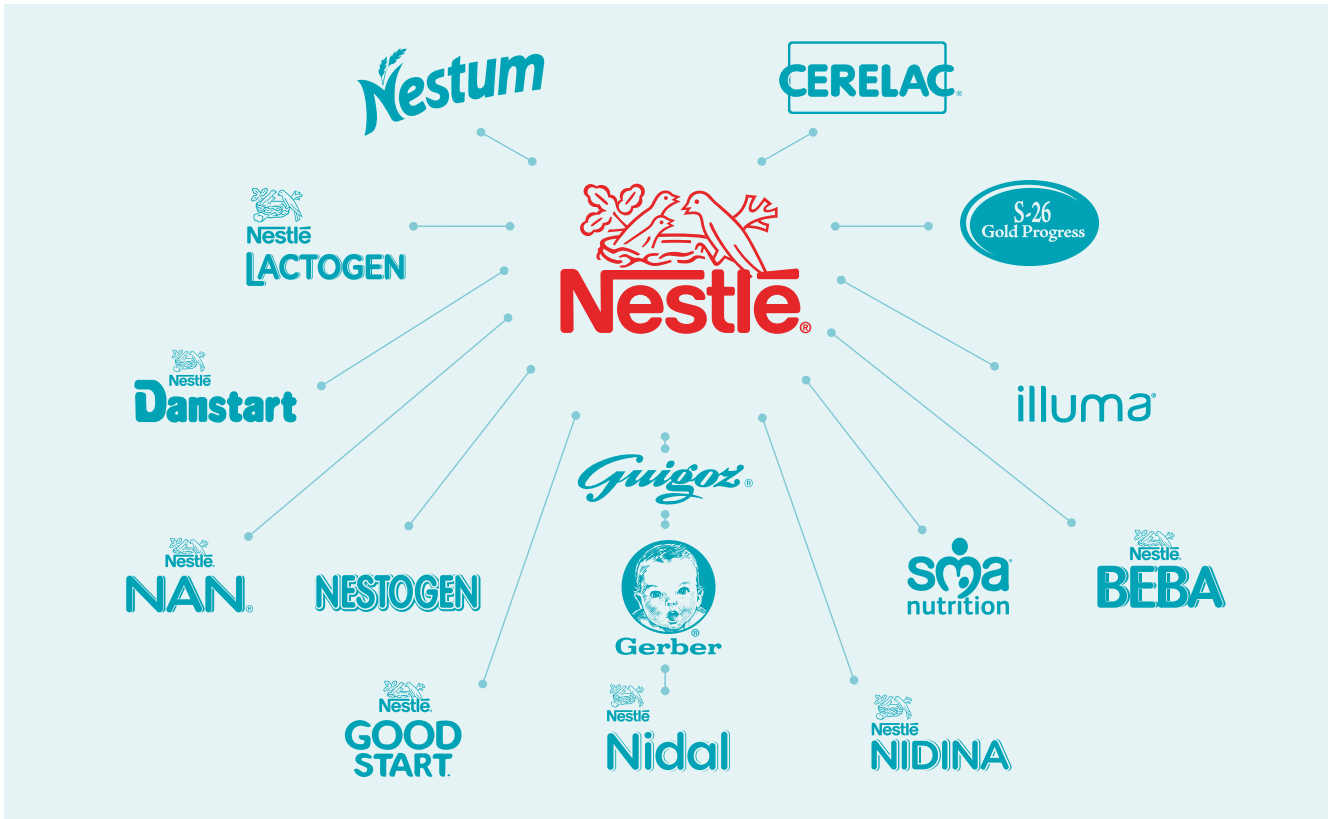 Nestum
CERELAC®
Nestlé
LACTOGEN
S-26
Gold Progress
Nestlé®
Nestlé
Danstart
illuma®
Guigoz®
Nestlé®
NAN®
NESTOGEN
Gerber®
sma®
nutrition
Nestlé®
BEBA
Nestlé®
GOOD
START®
Nestlé
Nidal
Nestlé
NIDINA